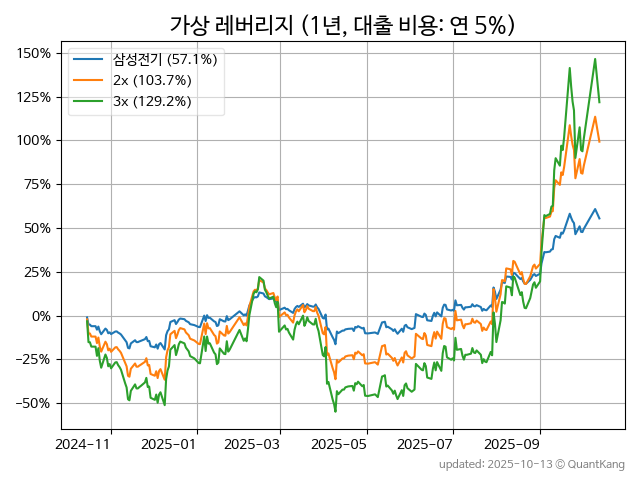 가상 레버리지 (1년, 대출 비용: 연 5%)
150%
125%
100%
75%
50%
25%
0%
−25%
−50%
삼성전기 (57.1%)
2x (103.7%)
3x (129.2%)
2024-11 2025-01 2025-03 2025-05 2025-07 2025-09
updated: 2025-10-13 © QuantKang